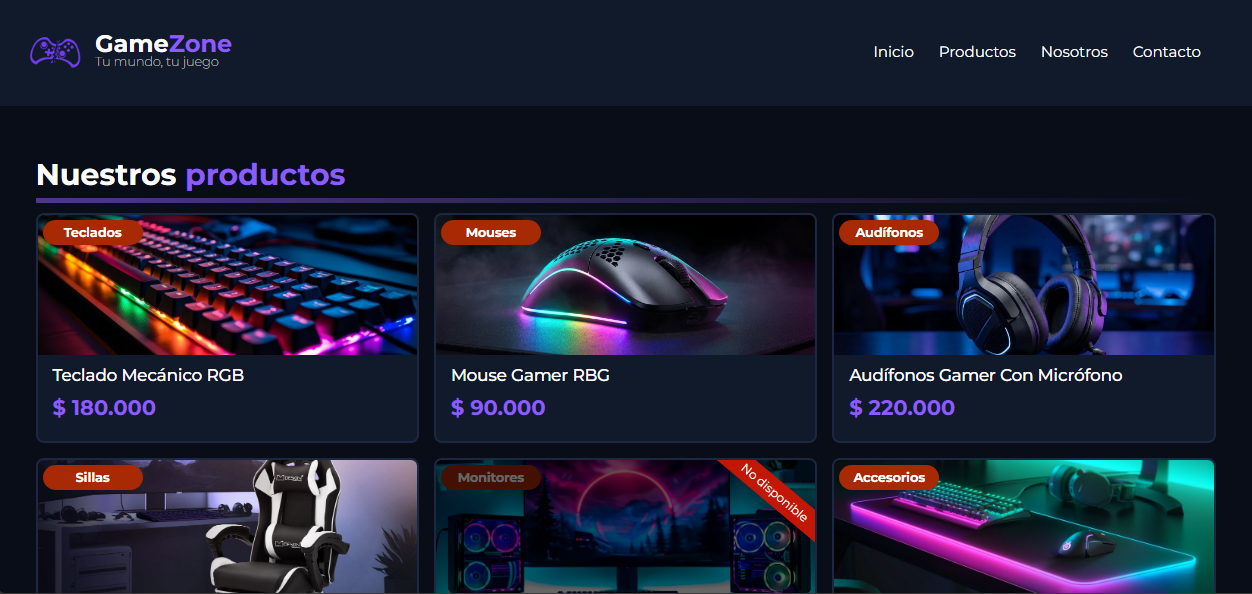 GameZone
Tu mundo, tu juego
Inicio Productos Nosotros Contacto
Nuestros productos
Teclados
Teclado Mecánico RGB
$ 180.000
Mouses
Mouse Gamer RBG
$ 90.000
Audífonos
Audífonos Gamer Con Micrófono
$ 220.000
Sillas
Monitores
No disponible
Accesorios